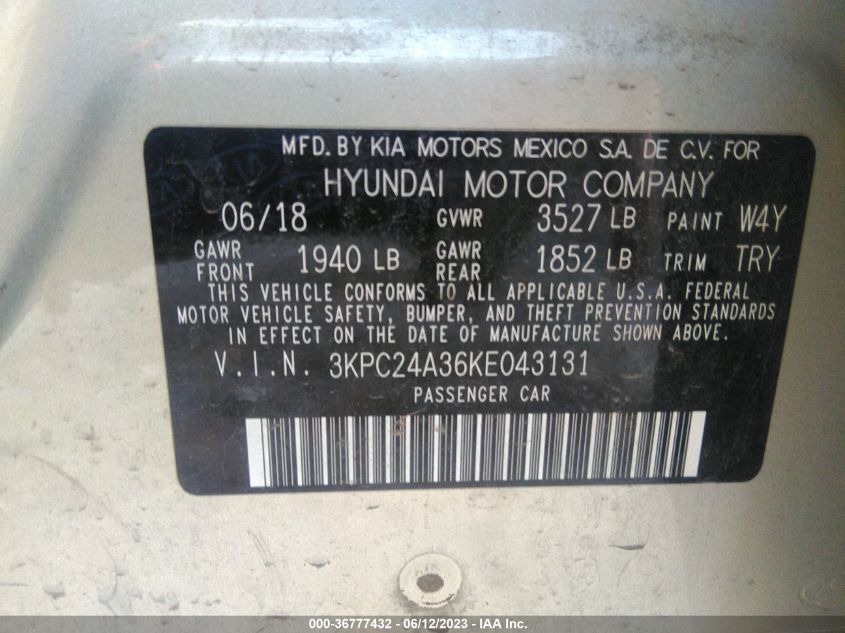 MFD. BY KIA MOTORS MEXICO S.A. DE C.V. FOR
HYUNDAI MOTOR COMPANY
06/18 GVWR 3527 LB PAINT W4Y
GAWR FRONT 1940 LB GAWR REAR 1852 LB TRIM TRY
THIS VEHICLE CONFORMS TO ALL APPLICABLE U.S.A. FEDERAL
MOTOR VEHICLE SAFETY, BUMPER, AND THEFT PREVENTION STANDARDS
IN EFFECT ON THE DATE OF MANUFACTURE SHOWN ABOVE.
V.I.N. 3KPC24A36KE043131
PASSENGER CAR
000-36777432 - 06/12/2023 - IAA Inc.